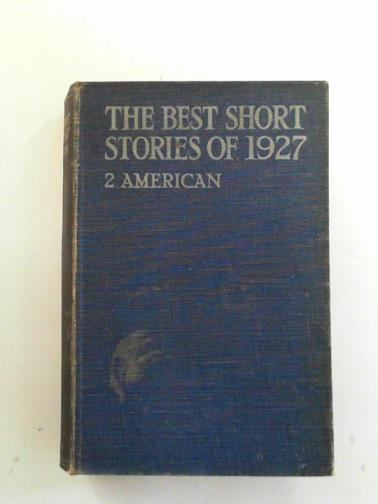 THE BEST SHORT
STORIES OF 1927
2 AMERICAN